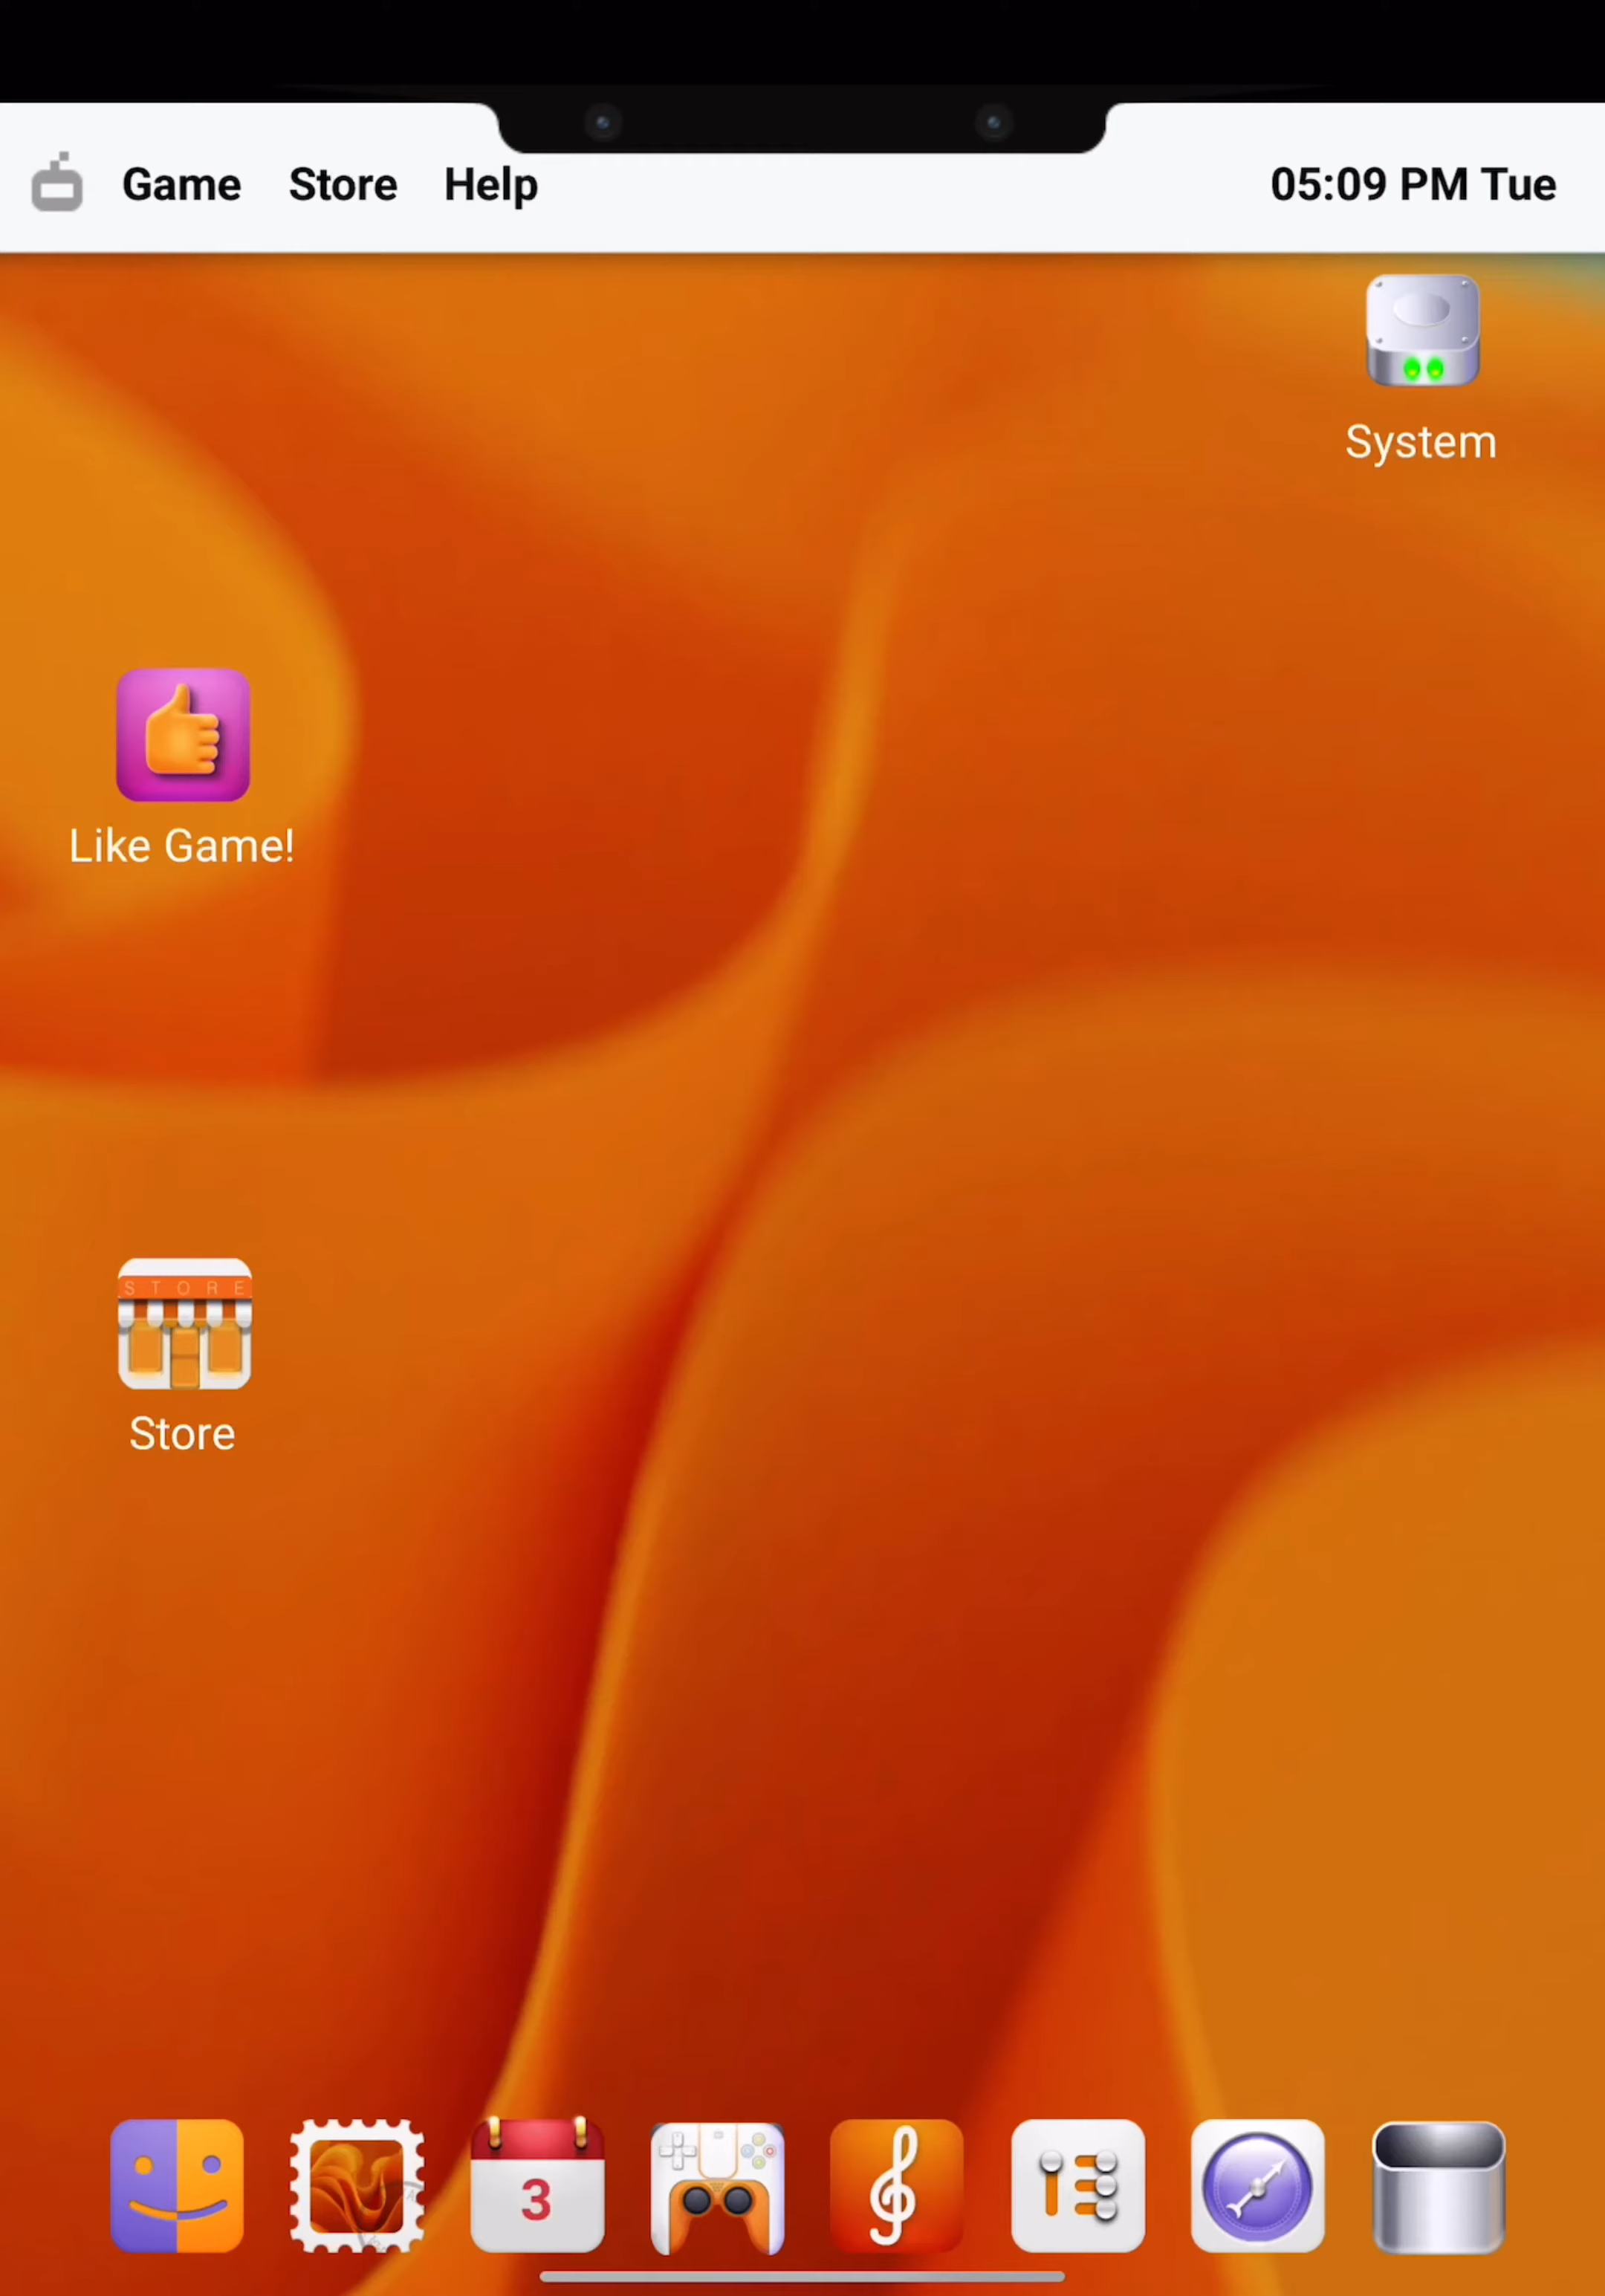 Game Store Help 05:09 PM Tue
System
Like Game!
STORE
Store
3